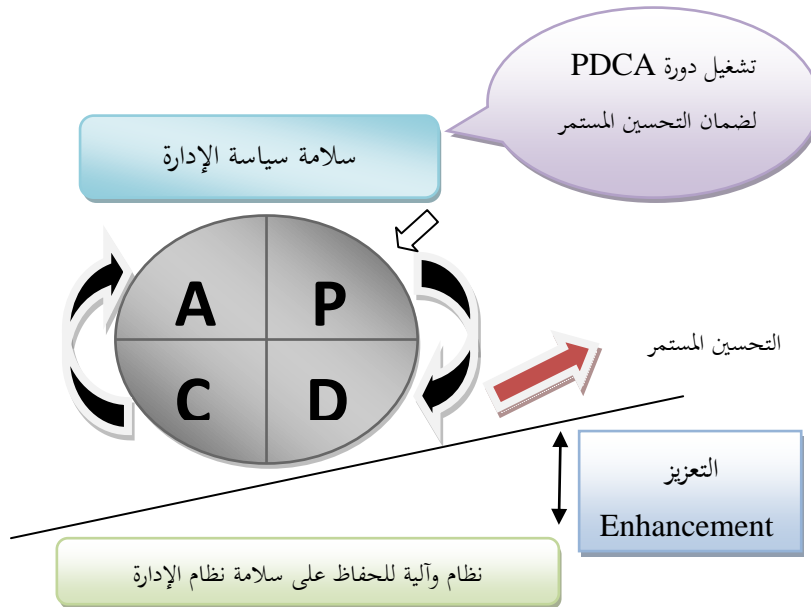 تشغيل دورة PDCA
لضمان التحسين المستمر
سلامة سياسة الإدارة
A P
C D
التحسين المستمر
التعزيز
Enhancement
نظام وآلية للحفاظ على سلامة نظام الإدارة